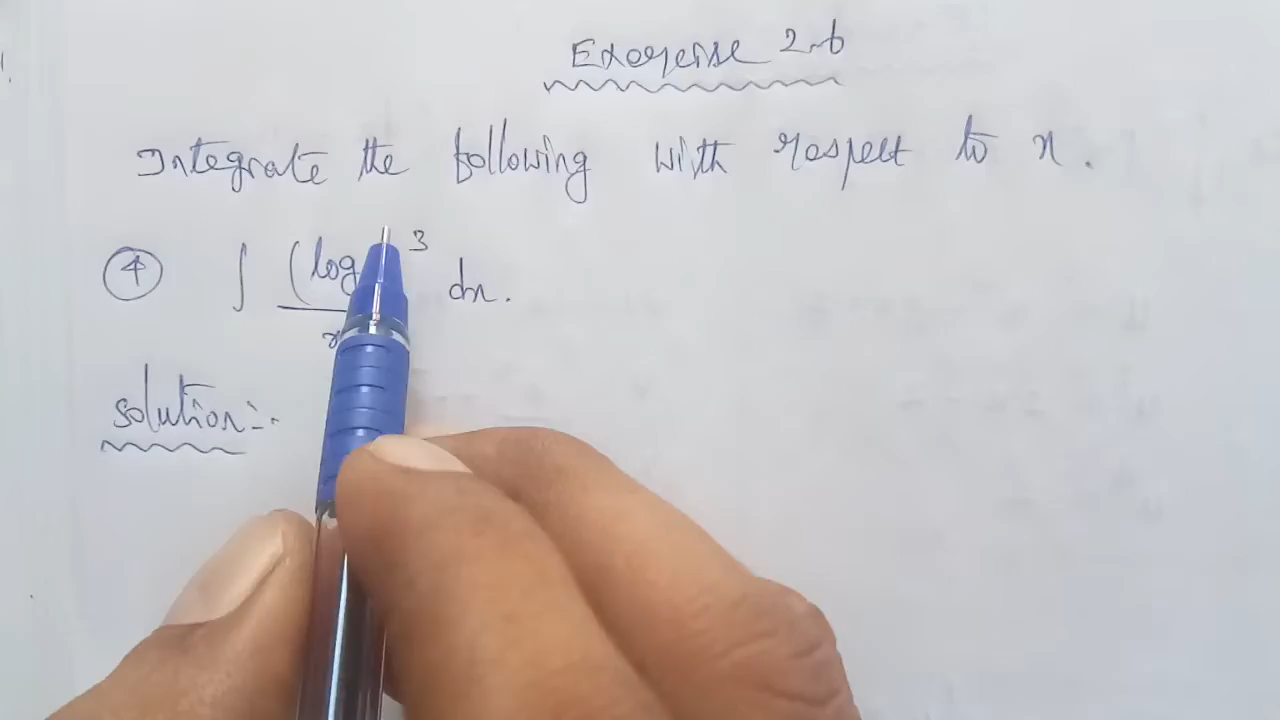 Exercise 2.6
Integrate the following with respect to x.
④ ∫ (log 3 dx.
solution:-